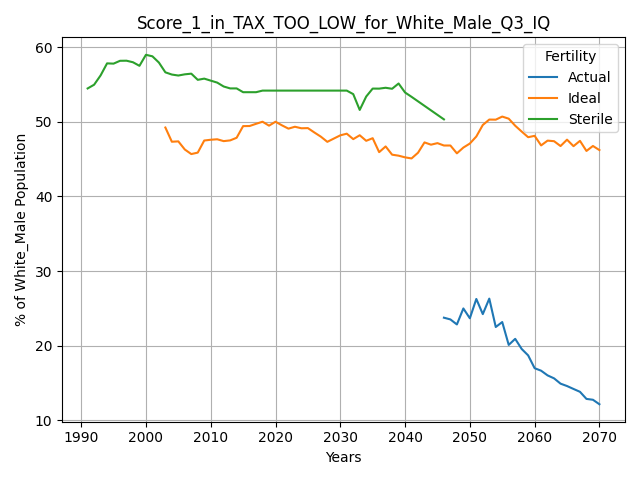 Score_1_in_TAX_TOO_LOW_for_White_Male_Q3_IQ
% of White_Male Population
60
50
40
30
20
10
Fertility
Actual
Ideal
Sterile
1990 2000 2010 2020 2030 2040 2050 2060 2070
Years